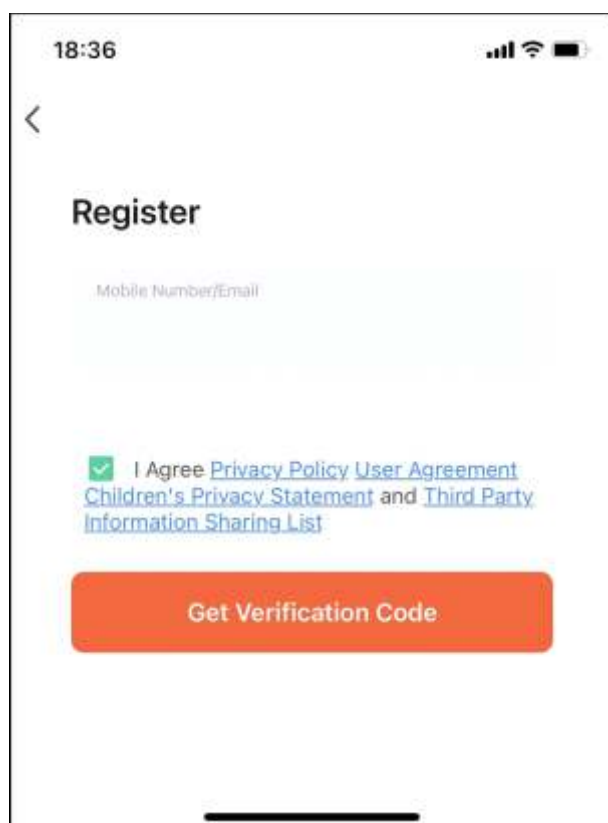 18:36
Register
Mobile Number/Email
I Agree Privacy Policy User Agreement
Children's Privacy Statement and Third Party
Information Sharing List
Get Verification Code